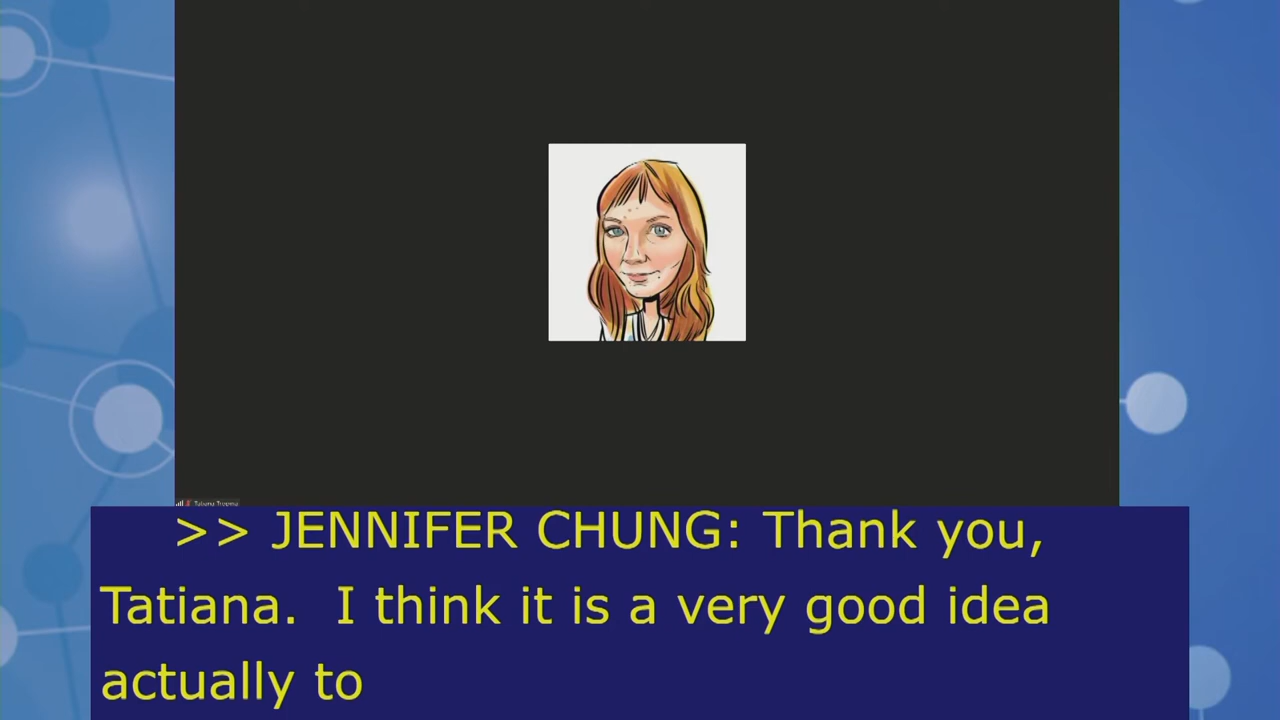 >> JENNIFER CHUNG: Thank you,
Tatiana.  I think it is a very good idea
actually to